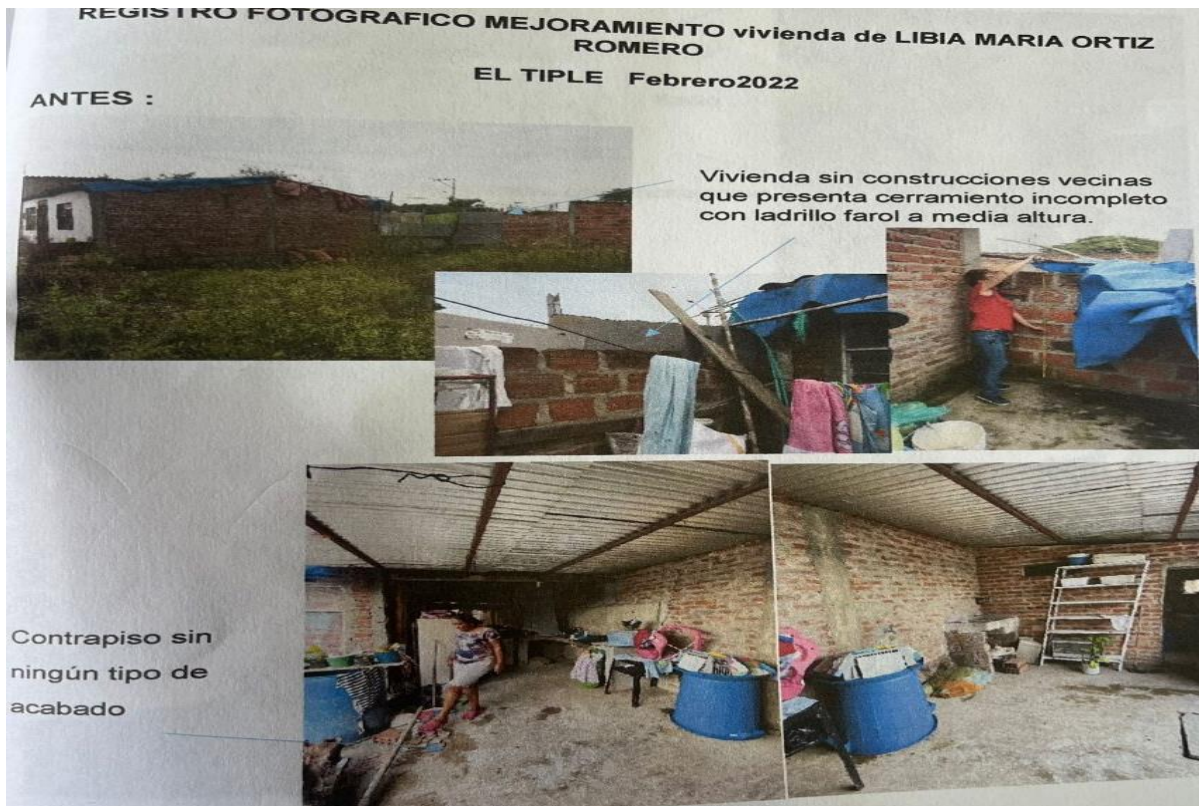 REGISTRO FOTOGRAFICO MEJORAMIENTO vivienda de LIBIA MARIA ORTIZ
ROMERO
EL TIPLE Febrero2022
ANTES :
Vivienda sin construcciones vecinas
que presenta cerramiento incompleto
con ladrillo farol a media altura.
Contrapiso sin
ningún tipo de
acabado